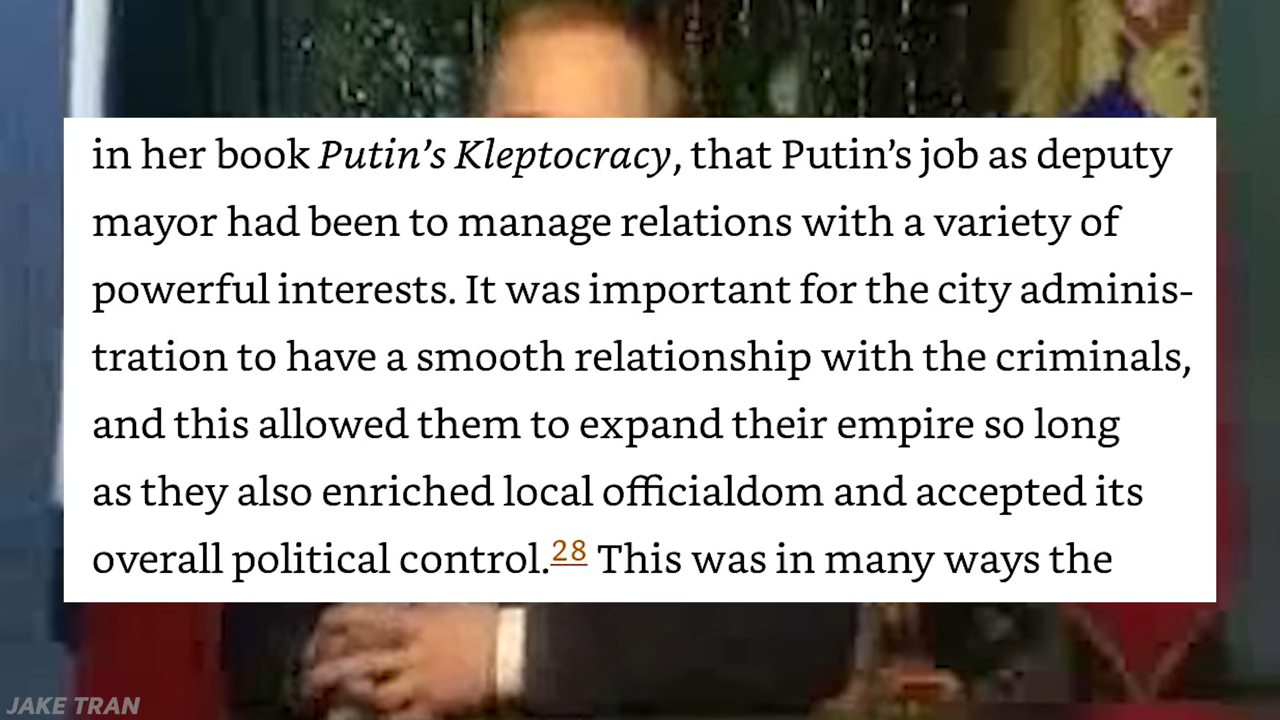 in her book Putin’s Kleptocracy, that Putin’s job as deputy
mayor had been to manage relations with a variety of
powerful interests. It was important for the city adminis-
tration to have a smooth relationship with the criminals,
and this allowed them to expand their empire so long
as they also enriched local officialdom and accepted its
overall political control.28 This was in many ways the
JAKE TRAN